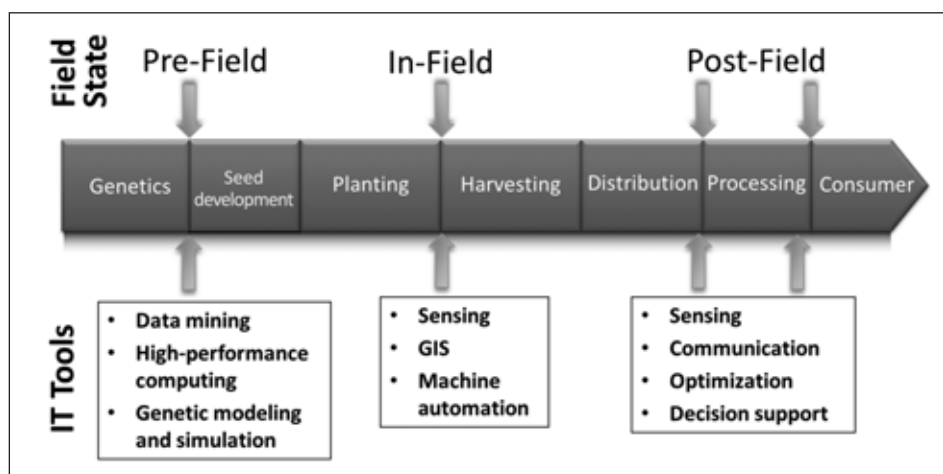 Field
State
Pre-Field
In-Field
Post-Field
Genetics
Seed
development
Planting
Harvesting
Distribution
Processing
Consumer
IT Tools
• Data mining
• High-performance
computing
• Genetic modeling
and simulation
• Sensing
• GIS
• Machine
automation
• Sensing
• Communication
• Optimization
• Decision support